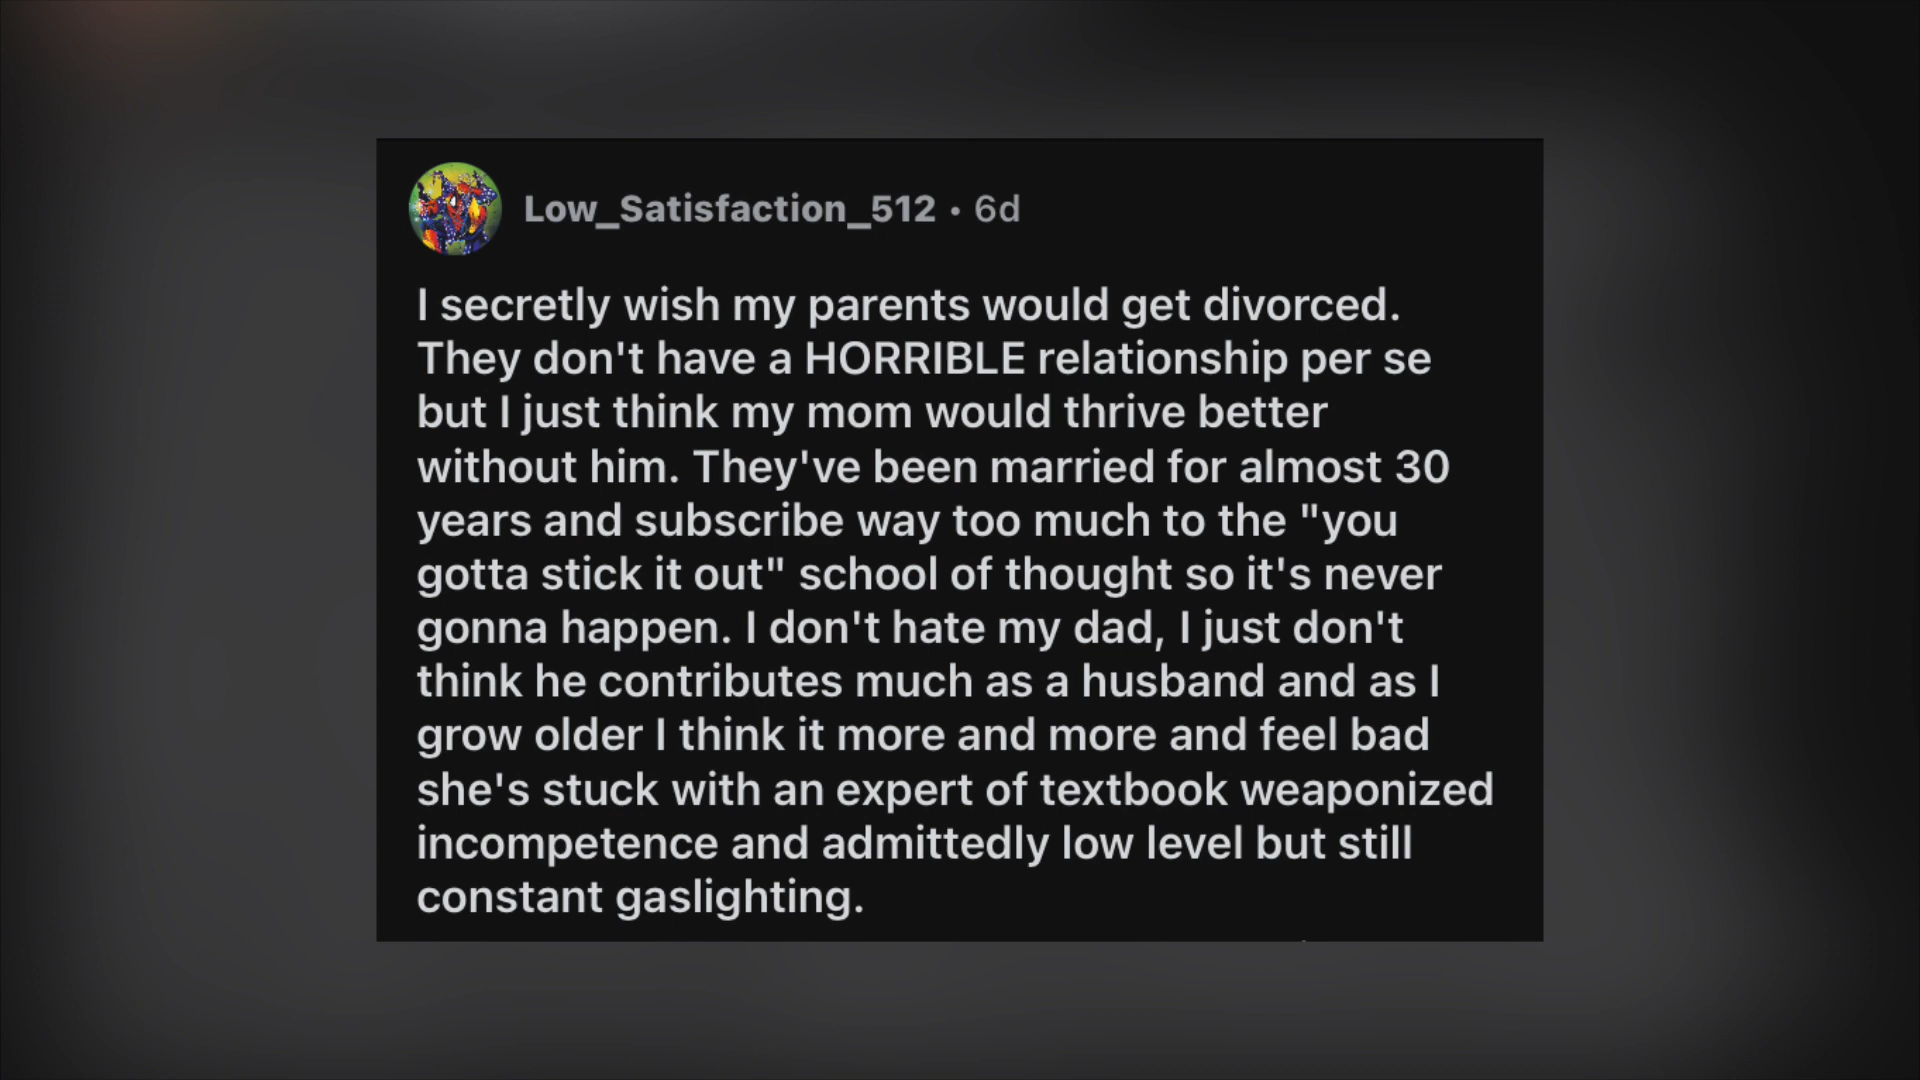 Low_Satisfaction_512 • 6d
I secretly wish my parents would get divorced.
They don't have a HORRIBLE relationship per se
but I just think my mom would thrive better
without him. They've been married for almost 30
years and subscribe way too much to the "you
gotta stick it out" school of thought so it's never
gonna happen. I don't hate my dad, I just don't
think he contributes much as a husband and as I
grow older I think it more and more and feel bad
she's stuck with an expert of textbook weaponized
incompetence and admittedly low level but still
constant gaslighting.